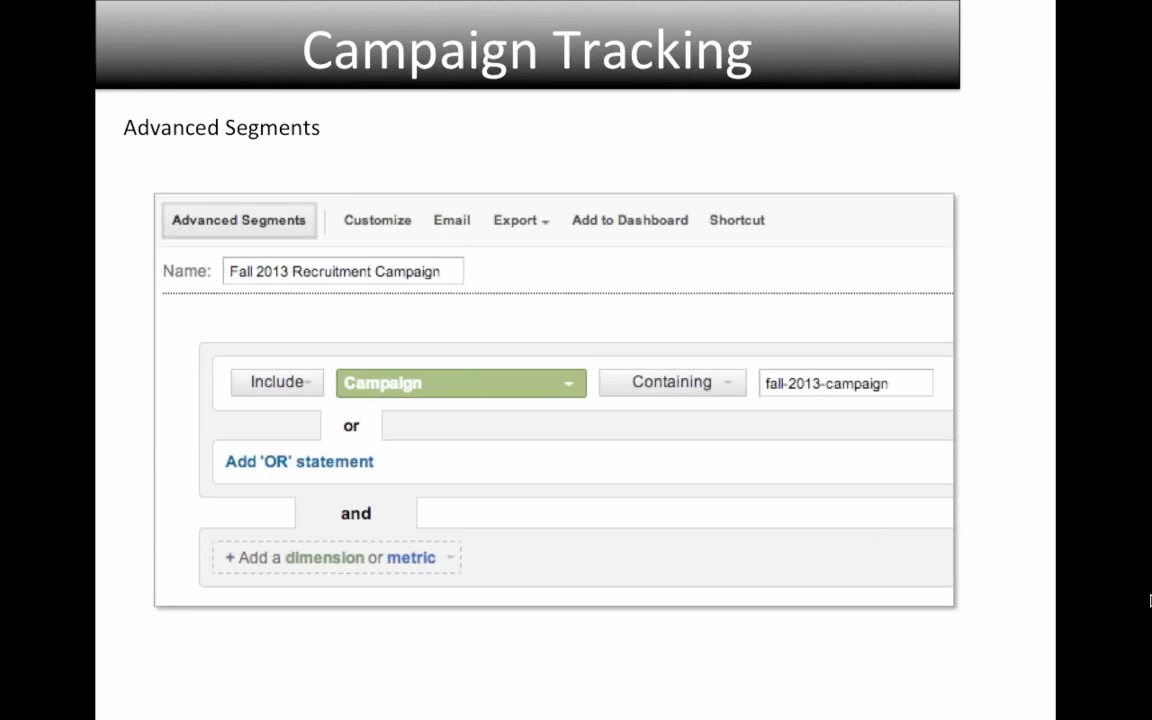 Campaign Tracking
Advanced Segments
Advanced Segments Customize Email Export Add to Dashboard Shortcut
Name: Fall 2013 Recruitment Campaign
Include Campaign Containing fall-2013-campaign
or
Add 'OR' statement
and
+ Add a dimension or metric